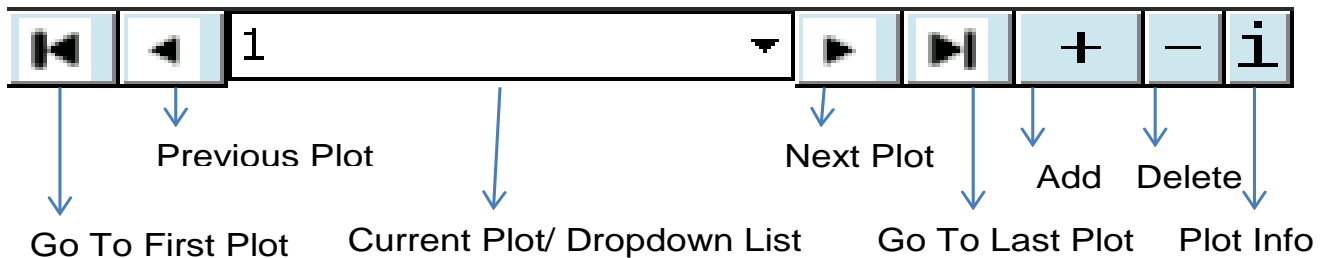 1 + − i
Previous Plot
Next Plot
Add Delete
Go To First Plot
Current Plot/ Dropdown List
Go To Last Plot
Plot Info